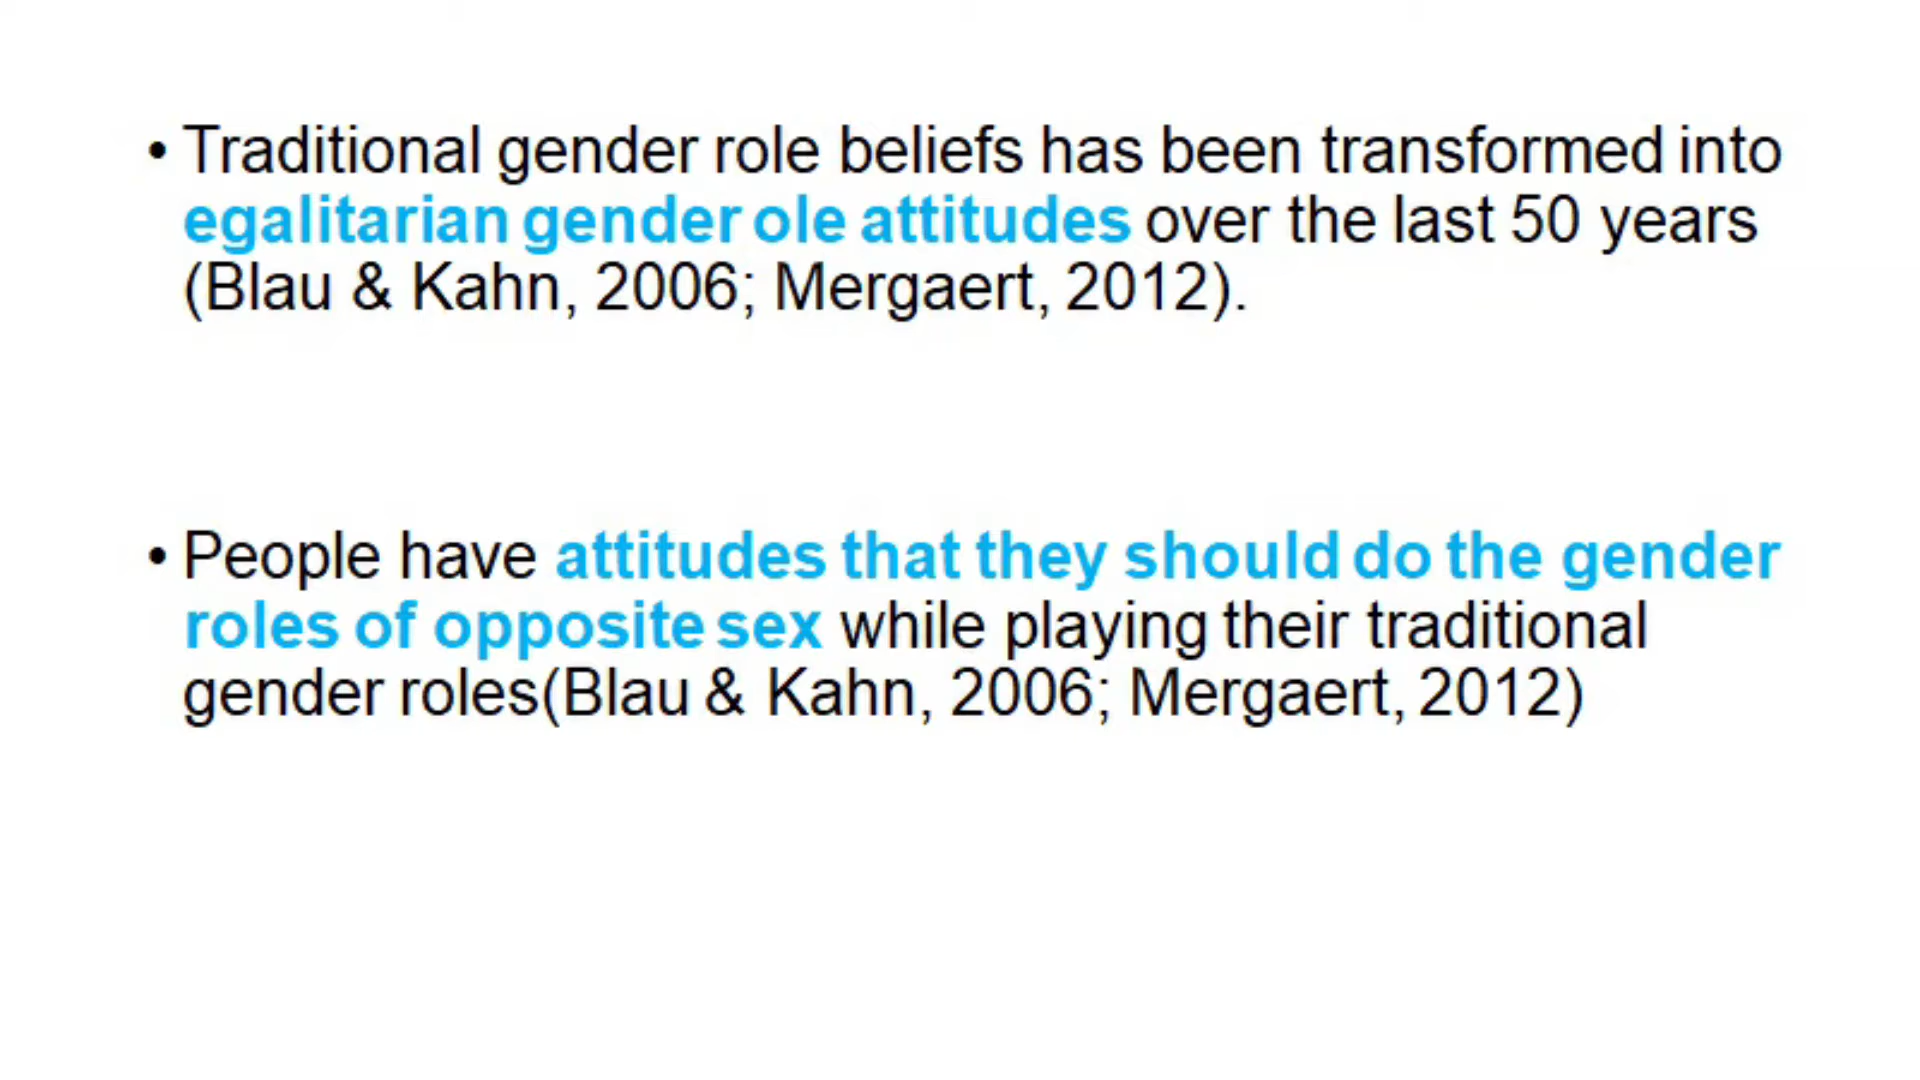 • Traditional gender role beliefs has been transformed into
egalitarian gender ole attitudes over the last 50 years
(Blau & Kahn, 2006; Mergaert, 2012).
• People have attitudes that they should do the gender
roles of opposite sex while playing their traditional
gender roles(Blau & Kahn, 2006; Mergaert, 2012)